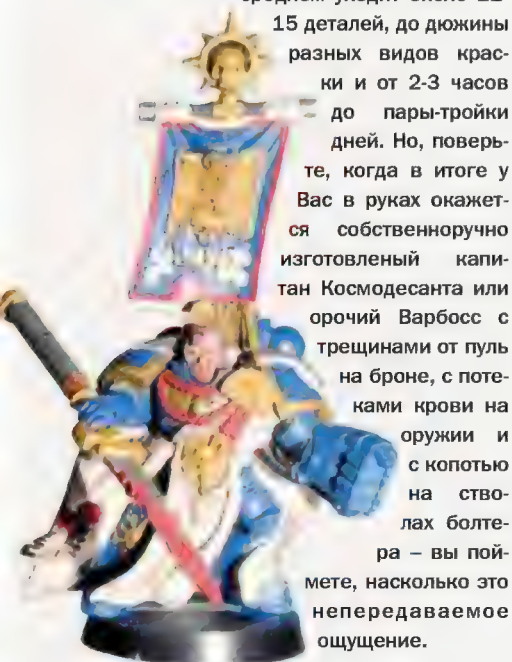 15 деталей, до дюжины
разных видов крас-
ки и от 2-3 часов
до пары-тройки
дней. Но, поверь-
те, когда в итоге у
Вас в руках окажет-
ся собственноручно
изготовленый капи-
тан Космодесанта или
орочий Варбосс с
трещинами от пуль
на броне, с поте-
ками крови на
оружии и
с копотью
на ство-
лах болте-
ра – вы пой-
мете, насколько это
непередаваемое
ощущение.